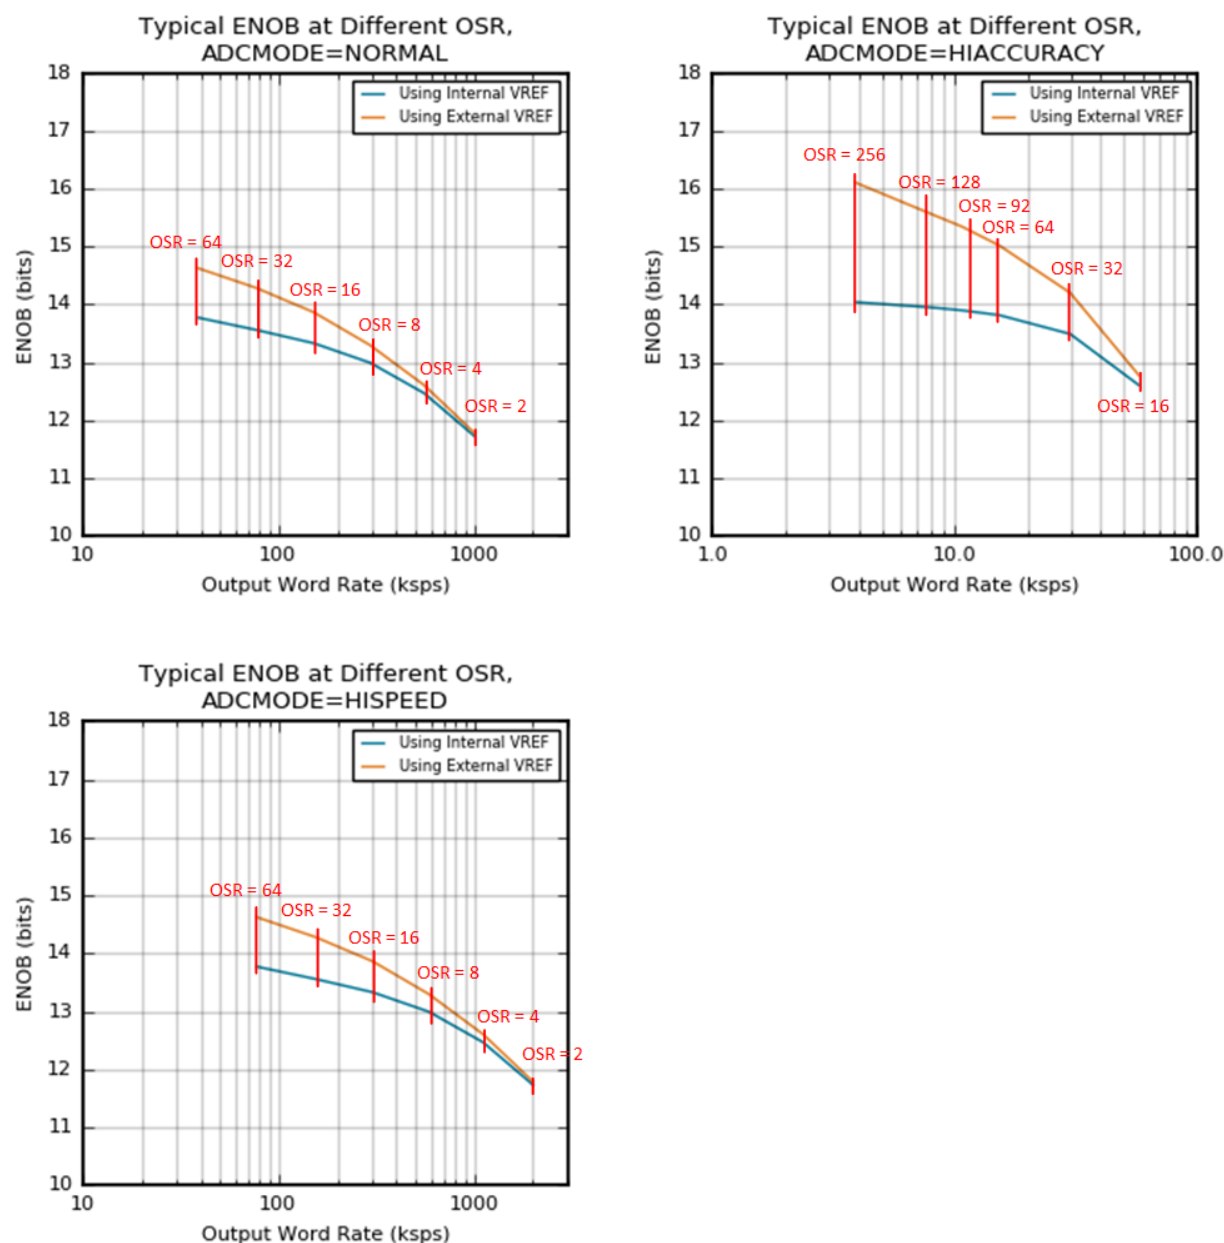 Typical ENOB at Different OSR,
ADCMODE=NORMAL
18
17
16
15
14
13
12
11
10
ENOB (bits)
Using Internal VREF
Using External VREF
OSR = 64
OSR = 32
OSR = 16
OSR = 8
OSR = 4
OSR = 2
10
100
1000
Output Word Rate (ksps)
Typical ENOB at Different OSR,
ADCMODE=HIACCURACY
18
17
16
15
14
13
12
11
10
ENOB (bits)
Using Internal VREF
Using External VREF
OSR = 256
OSR = 128
OSR = 92
OSR = 64
OSR = 32
OSR = 16
1.0
10.0
100.0
Output Word Rate (ksps)
Typical ENOB at Different OSR,
ADCMODE=HISPEED
18
17
16
15
14
13
12
11
10
ENOB (bits)
Using Internal VREF
Using External VREF
OSR = 64
OSR = 32
OSR = 16
OSR = 8
OSR = 4
OSR = 2
10
100
1000
Output Word Rate (ksps)